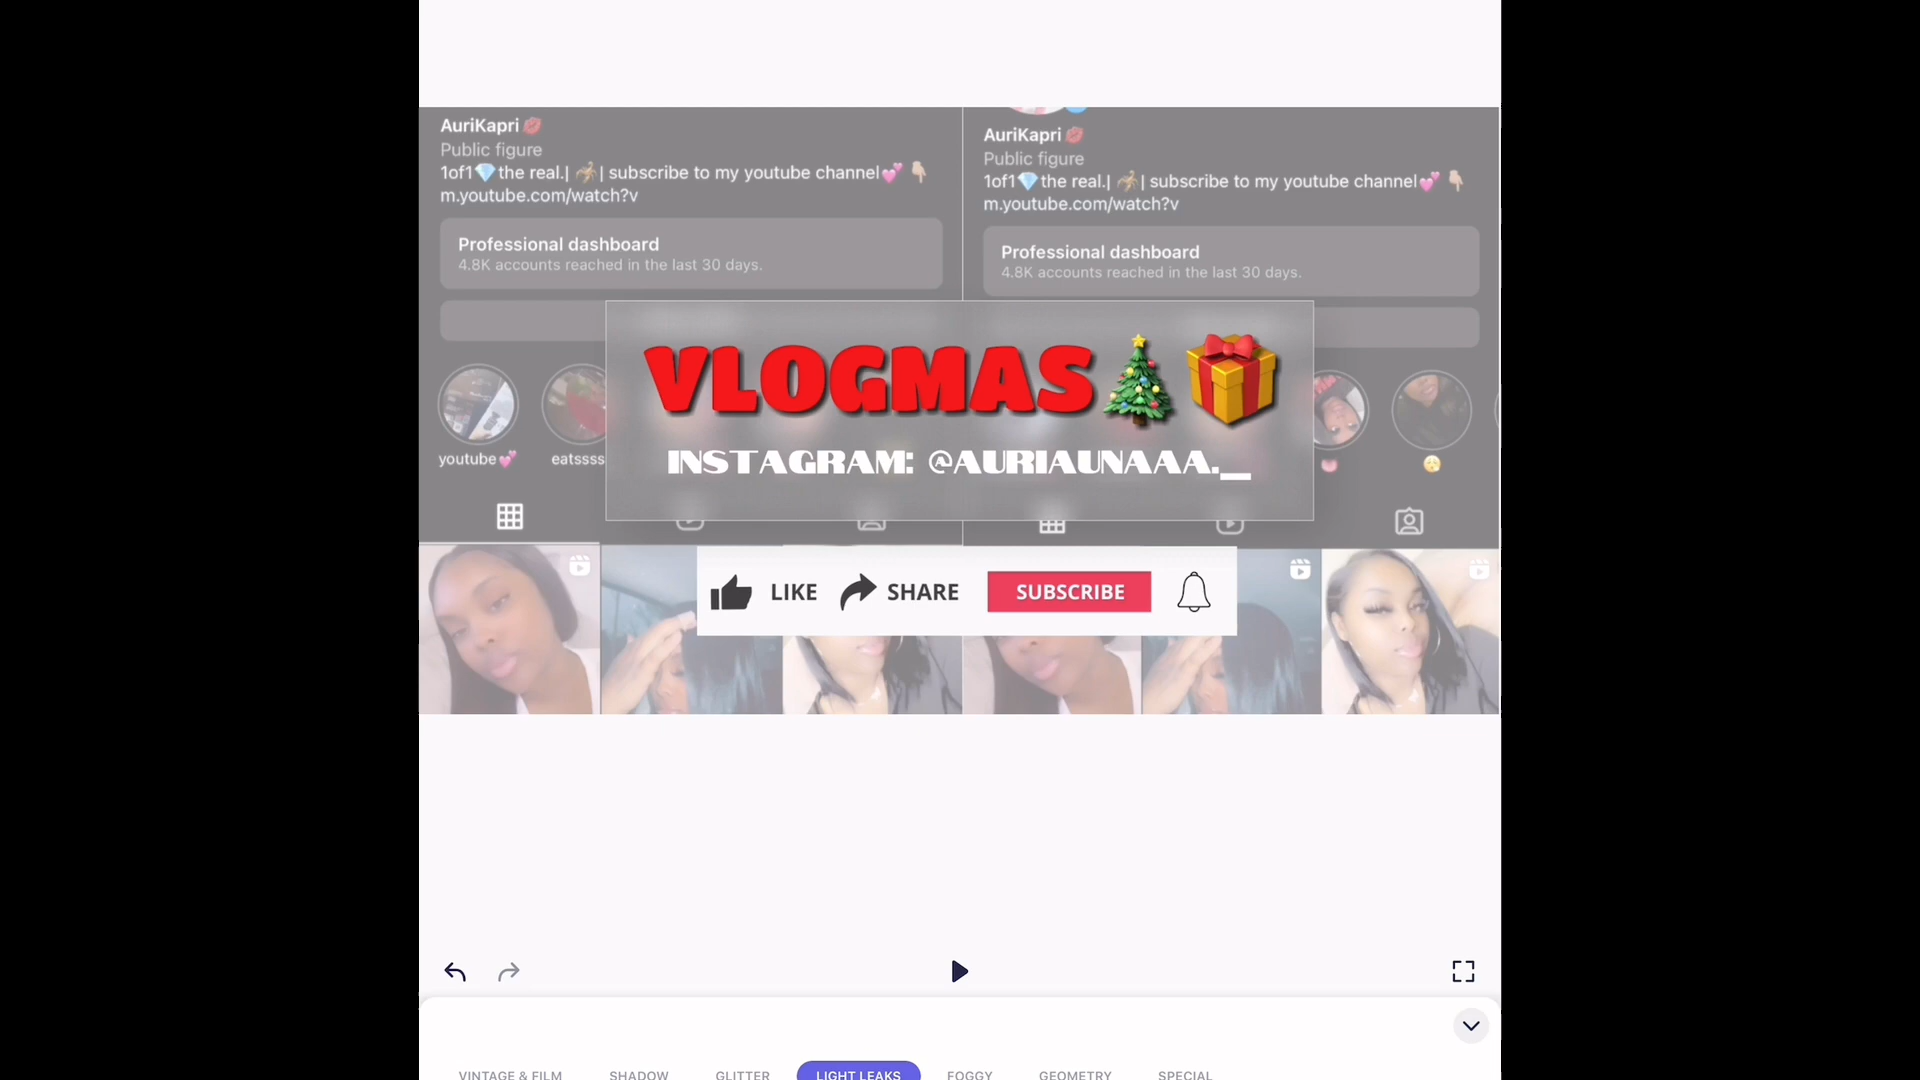 AuriKapri💋
Public figure
1of1💎the real.| 🦂| subscribe to my youtube channel💕👇🏼
m.youtube.com/watch?v
Professional dashboard
4.8K accounts reached in the last 30 days.
youtube💕
eatssss
AuriKapri💋
Public figure
1of1💎the real.| 🦂| subscribe to my youtube channel💕👇🏼
m.youtube.com/watch?v
Professional dashboard
4.8K accounts reached in the last 30 days.
VLOGMAS🎄🎁
INSTAGRAM: @AURIAUNAAA._
LIKE
SHARE
SUBSCRIBE
VINTAGE & FILM
SHADOW
GLITTER
LIGHT LEAKS
FOGGY
GEOMETRY
SPECIAL